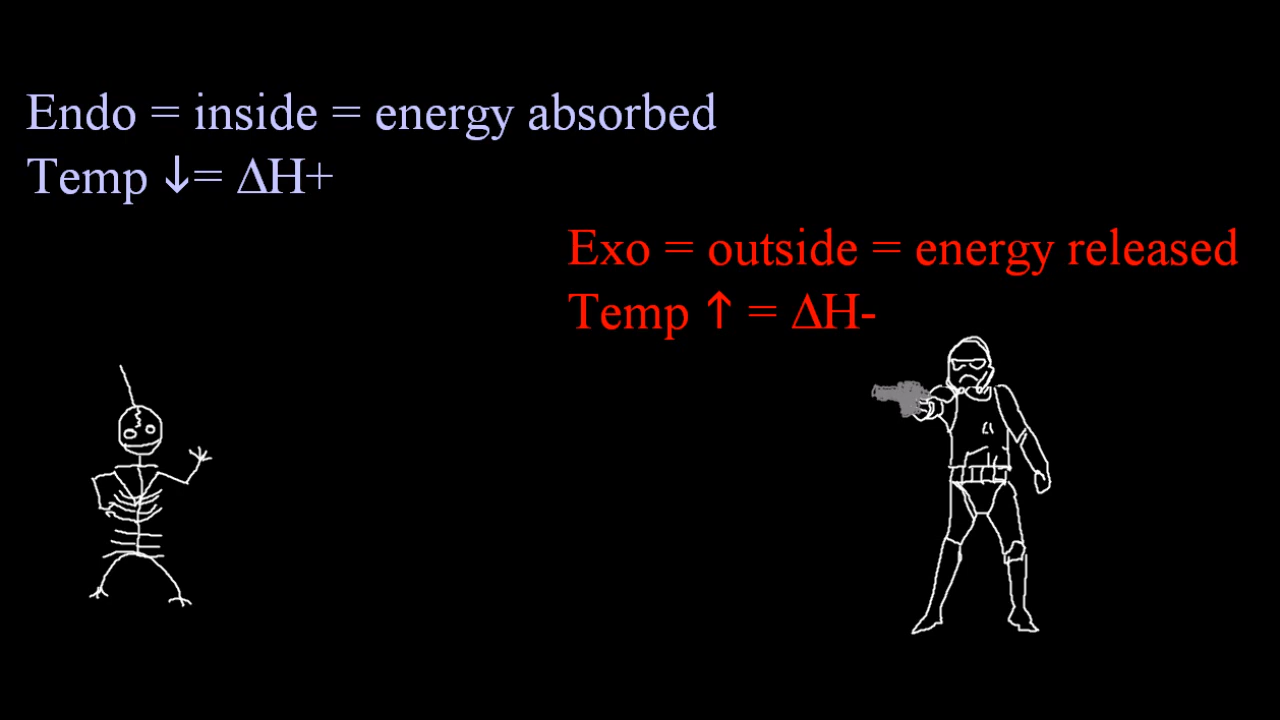 Endo = inside = energy absorbed
Temp ↓= ΔH+
Exo = outside = energy released
Temp ↑ = ΔH-